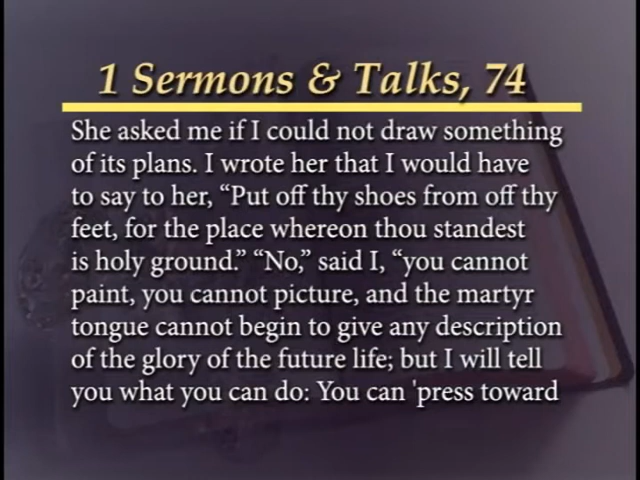 1 Sermons & Talks, 74
She asked me if I could not draw something
of its plans. I wrote her that I would have
to say to her, “Put off thy shoes from off thy
feet, for the place whereon thou standest
is holy ground.” “No,” said I, “you cannot
paint, you cannot picture, and the martyr
tongue cannot begin to give any description
of the glory of the future life; but I will tell
you what you can do: You can 'press toward